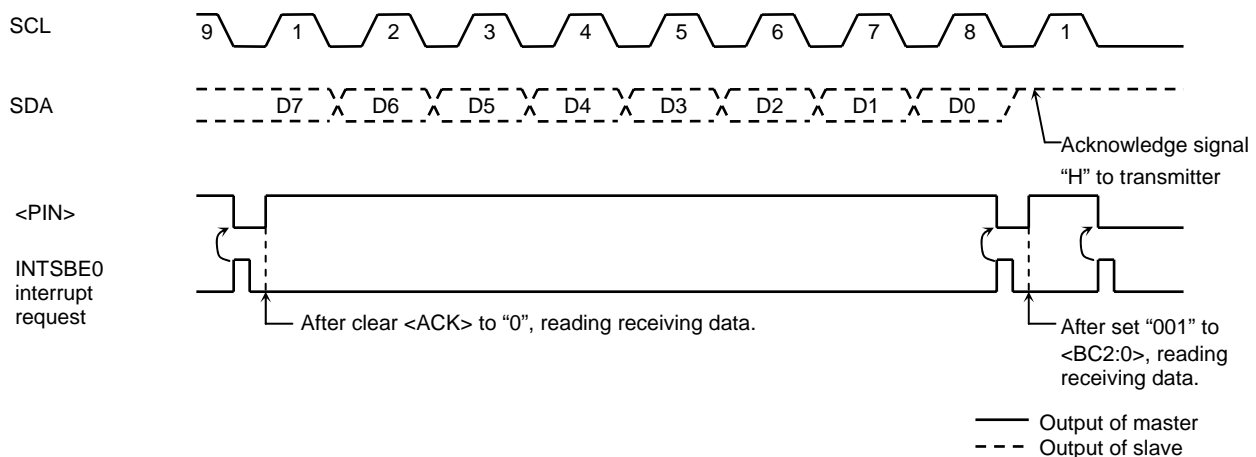 SCL
9 1 2 3 4 5 6 7 8 1
SDA
D7 D6 D5 D4 D3 D2 D1 D0
Acknowledge signal
“H” to transmitter
<PIN>
INTSBE0
interrupt
request
After clear <ACK> to “0”, reading receiving data.
After set “001” to
<BC2:0>, reading
receiving data.
Output of master
Output of slave